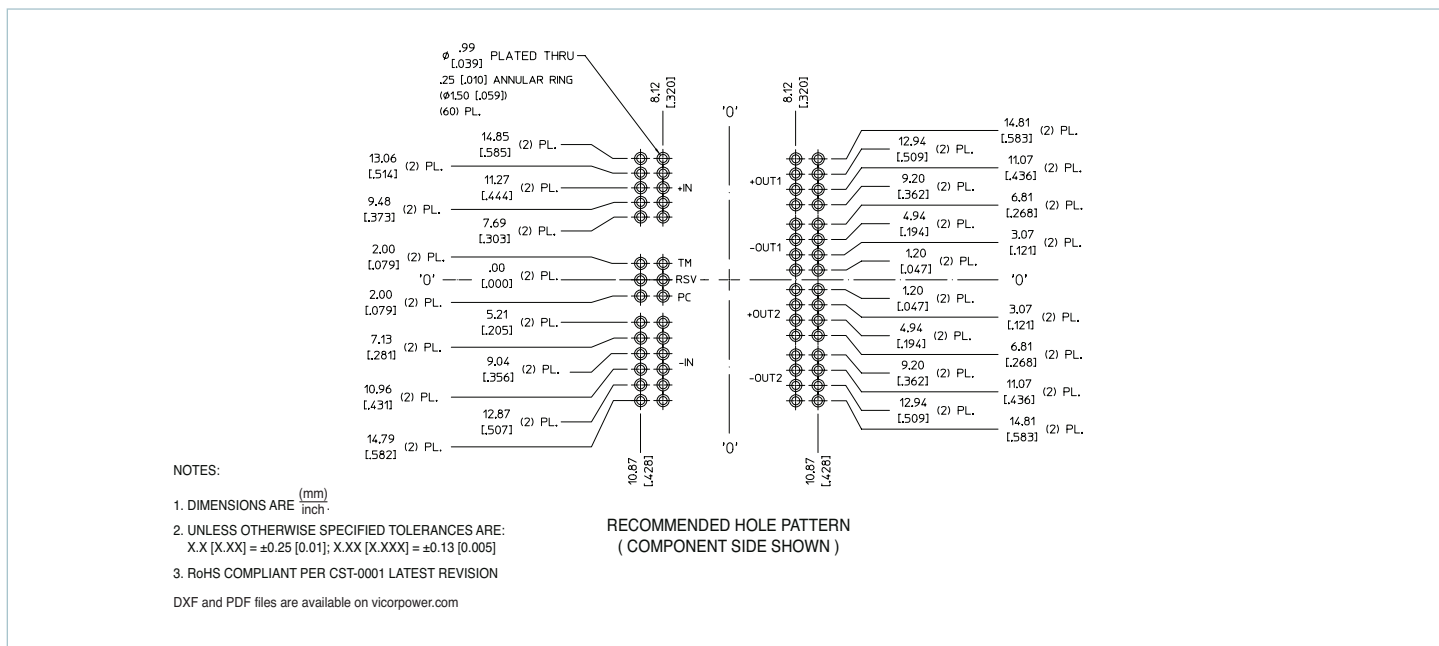 ø .99 PLATED THRU
[.039]
.25 [.010] ANNULAR RING
(ø1.50 [.059])
(60) PL.
8.12
[.320]
'0'
8.12
[.320]
14.85 (2) PL.
[.585]
13.06 (2) PL.
[.514]
11.27 (2) PL.
[.444]
9.48 (2) PL.
[.373]
7.69 (2) PL.
[.303]
2.00 (2) PL.
[.079]
'0'
.00 (2) PL.
[.000]
2.00 (2) PL.
[.079]
5.21 (2) PL.
[.205]
7.13 (2) PL.
[.281]
9.04 (2) PL.
[.356]
10.96 (2) PL.
[.431]
12.87 (2) PL.
[.507]
14.79 (2) PL.
[.582]
+IN
TM
RSV
PC
-IN
10.87
[.428]
'0'
+OUT1
-OUT1
+OUT2
-OUT2
10.87
[.428]
14.81 (2) PL.
[.583]
12.94 (2) PL.
[.509]
11.07 (2) PL.
[.436]
9.20 (2) PL.
[.362]
6.81 (2) PL.
[.268]
4.94 (2) PL.
[.194]
3.07 (2) PL.
[.121]
1.20 (2) PL.
[.047]
'0'
1.20 (2) PL.
[.047]
3.07 (2) PL.
[.121]
4.94 (2) PL.
[.194]
6.81 (2) PL.
[.268]
9.20 (2) PL.
[.362]
11.07 (2) PL.
[.436]
12.94 (2) PL.
[.509]
14.81 (2) PL.
[.583]
RECOMMENDED HOLE PATTERN
( COMPONENT SIDE SHOWN )
NOTES:
1. DIMENSIONS ARE (mm)
inch.
2. UNLESS OTHERWISE SPECIFIED TOLERANCES ARE:
X.X [X.XX] = ±0.25 [0.01]; X.XX [X.XXX] = ±0.13 [0.005]
3. RoHS COMPLIANT PER CST-0001 LATEST REVISION
DXF and PDF files are available on vicorpower.com